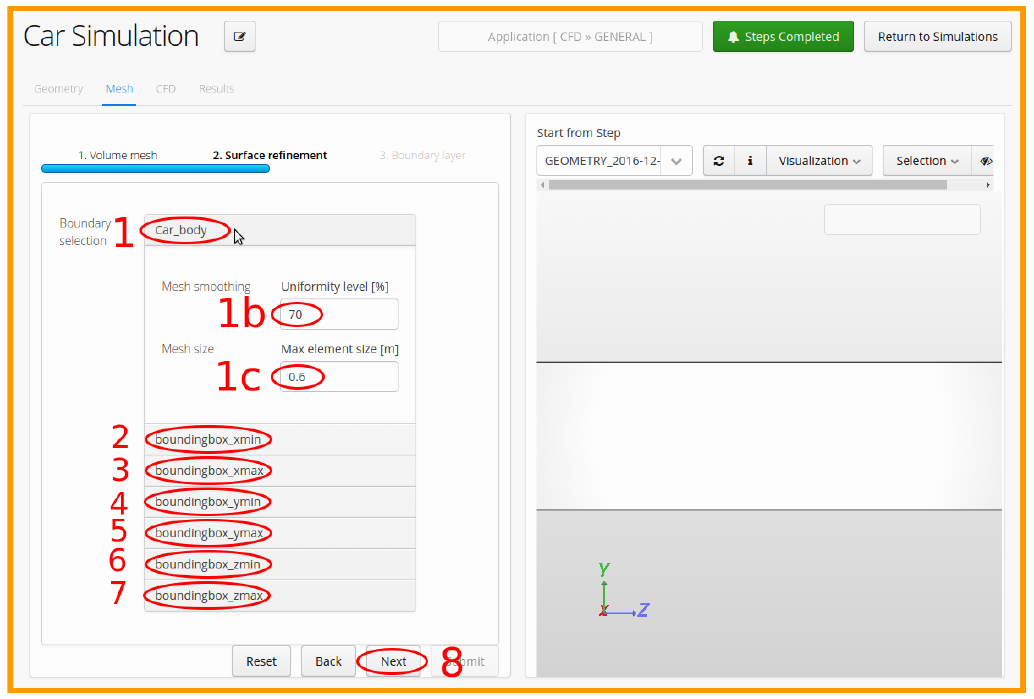 Car Simulation
Application [ CFD » GENERAL ]
Steps Completed
Return to Simulations
Geometry Mesh CFD Results
1. Volume mesh 2. Surface refinement 3. Boundary layer
Boundary
selection
1 Car_body
Mesh smoothing Uniformity level [%]
1b 70
Mesh size Max element size [m]
1c 0.6
2 boundingbox_xmin
3 boundingbox_xmax
4 boundingbox_ymin
5 boundingbox_ymax
6 boundingbox_zmin
7 boundingbox_zmax
Reset Back Next 8
Start from Step
GEOMETRY_2016-12- i Visualization Selection
Y
X Z